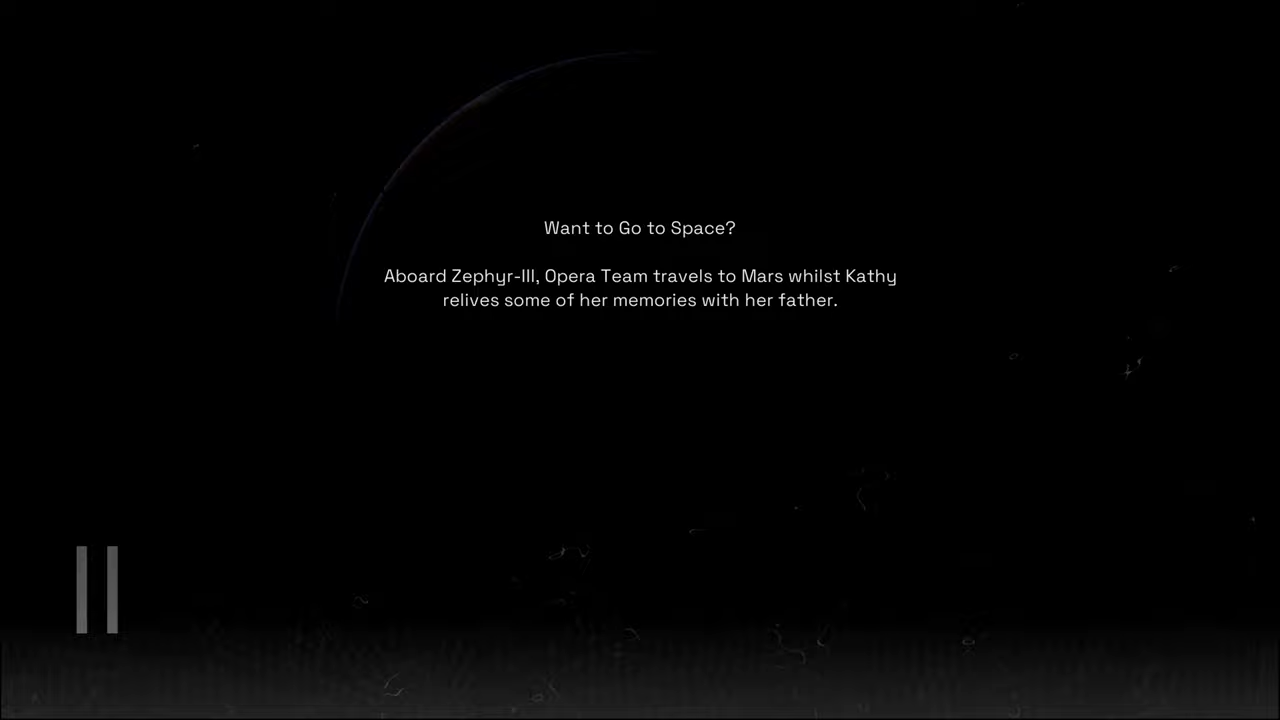 Want to Go to Space?
Aboard Zephyr-III, Opera Team travels to Mars whilst Kathy
relives some of her memories with her father.
II